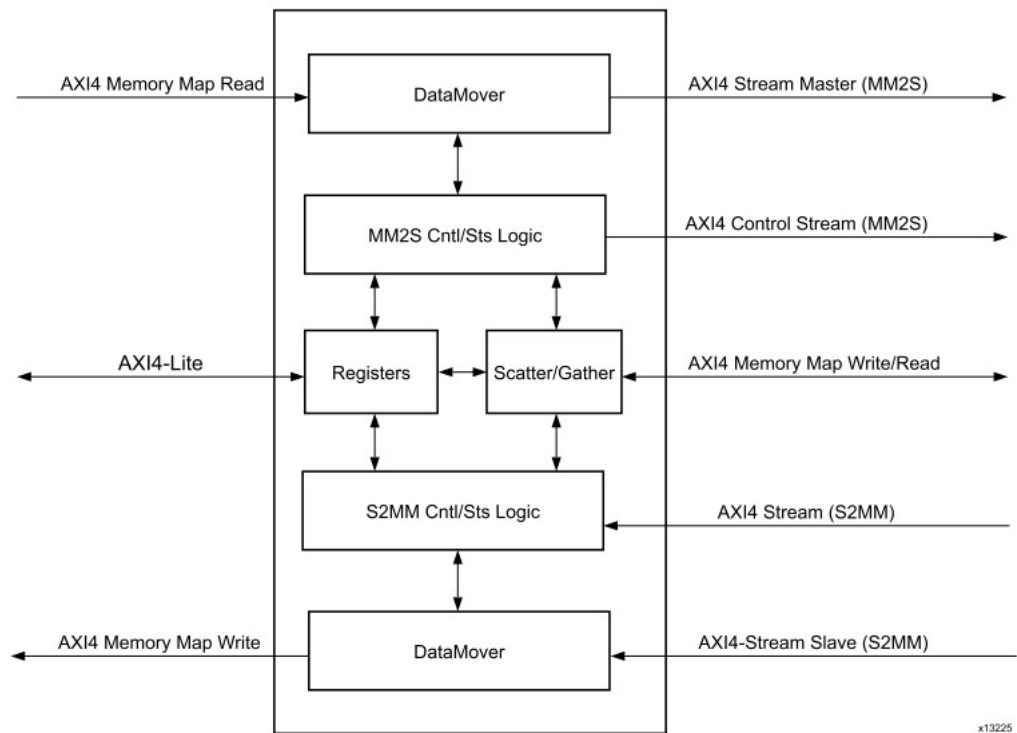 AXI4 Memory Map Read
DataMover
AXI4 Stream Master (MM2S)
MM2S Cntl/Sts Logic
AXI4 Control Stream (MM2S)
AXI4-Lite
Registers
Scatter/Gather
AXI4 Memory Map Write/Read
S2MM Cntl/Sts Logic
AXI4 Stream (S2MM)
AXI4 Memory Map Write
DataMover
AXI4-Stream Slave (S2MM)
x13225